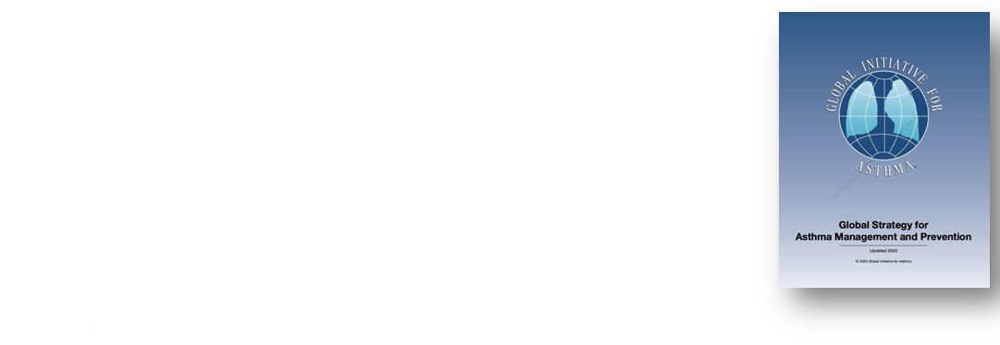 GLOBAL INITIATIVE FOR
ASTHMA
Global Strategy for
Asthma Management and Prevention
Updated 2023
© 2023 Global Initiative for Asthma